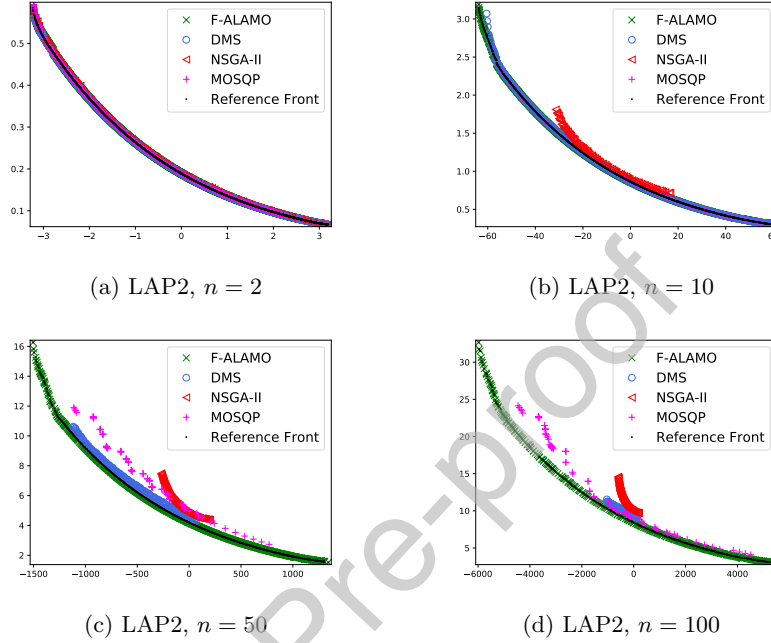 F-ALAMO
DMS
NSGA-II
MOSQP
Reference Front
0.5
0.4
0.3
0.2
0.1
−3 −2 −1 0 1 2 3
(a) LAP2, n = 2
F-ALAMO
DMS
NSGA-II
MOSQP
Reference Front
3.0
2.5
2.0
1.5
1.0
0.5
−60 −40 −20 0 20 40
(b) LAP2, n = 10
F-ALAMO
DMS
NSGA-II
MOSQP
Reference Front
16
14
12
10
8
6
4
2
−1500 −1000 −500 0 500 1000
(c) LAP2, n = 50
F-ALAMO
DMS
NSGA-II
MOSQP
Reference Front
30
25
20
15
10
5
−6000 −4000 −2000 0 2000 4000
(d) LAP2, n = 100
Pre-proof